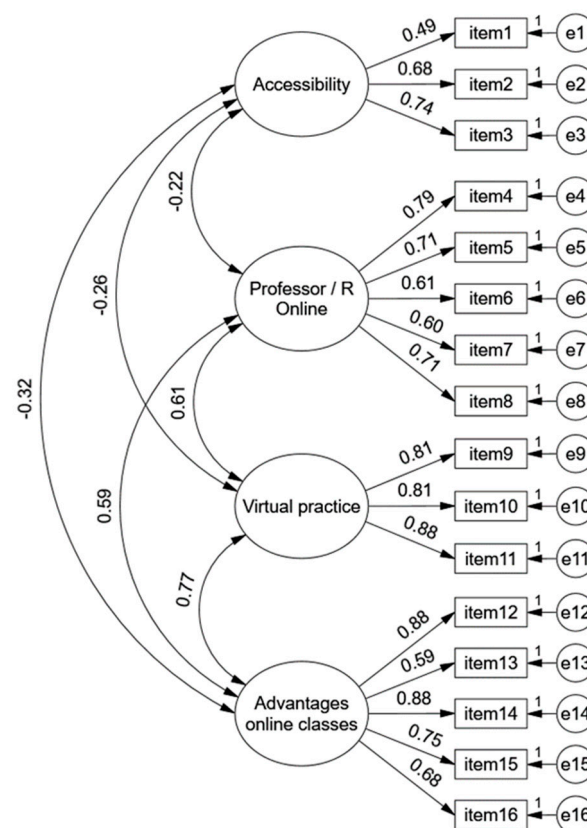 0.49 item1 1 e1
Accessibility 0.68 item2 1 e2
0.74 item3 1 e3
-0.22
0.79 item4 1 e4
0.71 item5 1 e5
Professor / R
Online
0.61 item6 1 e6
0.60 item7 1 e7
0.71 item8 1 e8
-0.26
-0.32
0.61
0.59
0.81 item9 1 e9
Virtual practice 0.81 item10 1 e10
0.88 item11 1 e11
0.77
0.88 item12 1 e12
0.59 item13 1 e13
Advantages
online classes
0.88 item14 1 e14
0.75 item15 1 e15
0.68 item16 1 e16